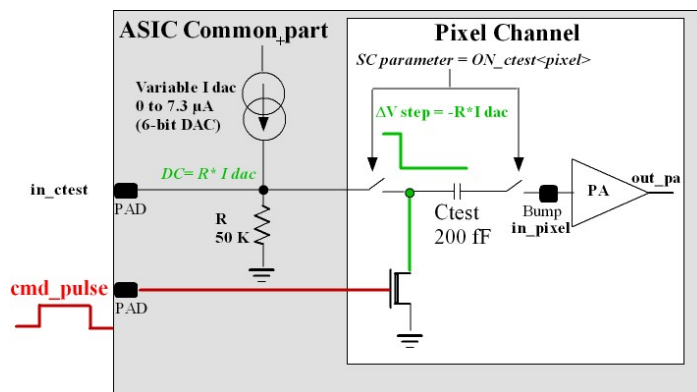 ASIC Common part
Pixel Channel
SC parameter = ON_ctest<pixel>
Variable I dac
0 to 7.3 µA
(6-bit DAC)
ΔV step = -R*I dac
DC= R* I dac
in_ctest
PAD
R
50 K
Ctest
200 fF
Bump
in_pixel
PA
out_pa
cmd_pulse
PAD